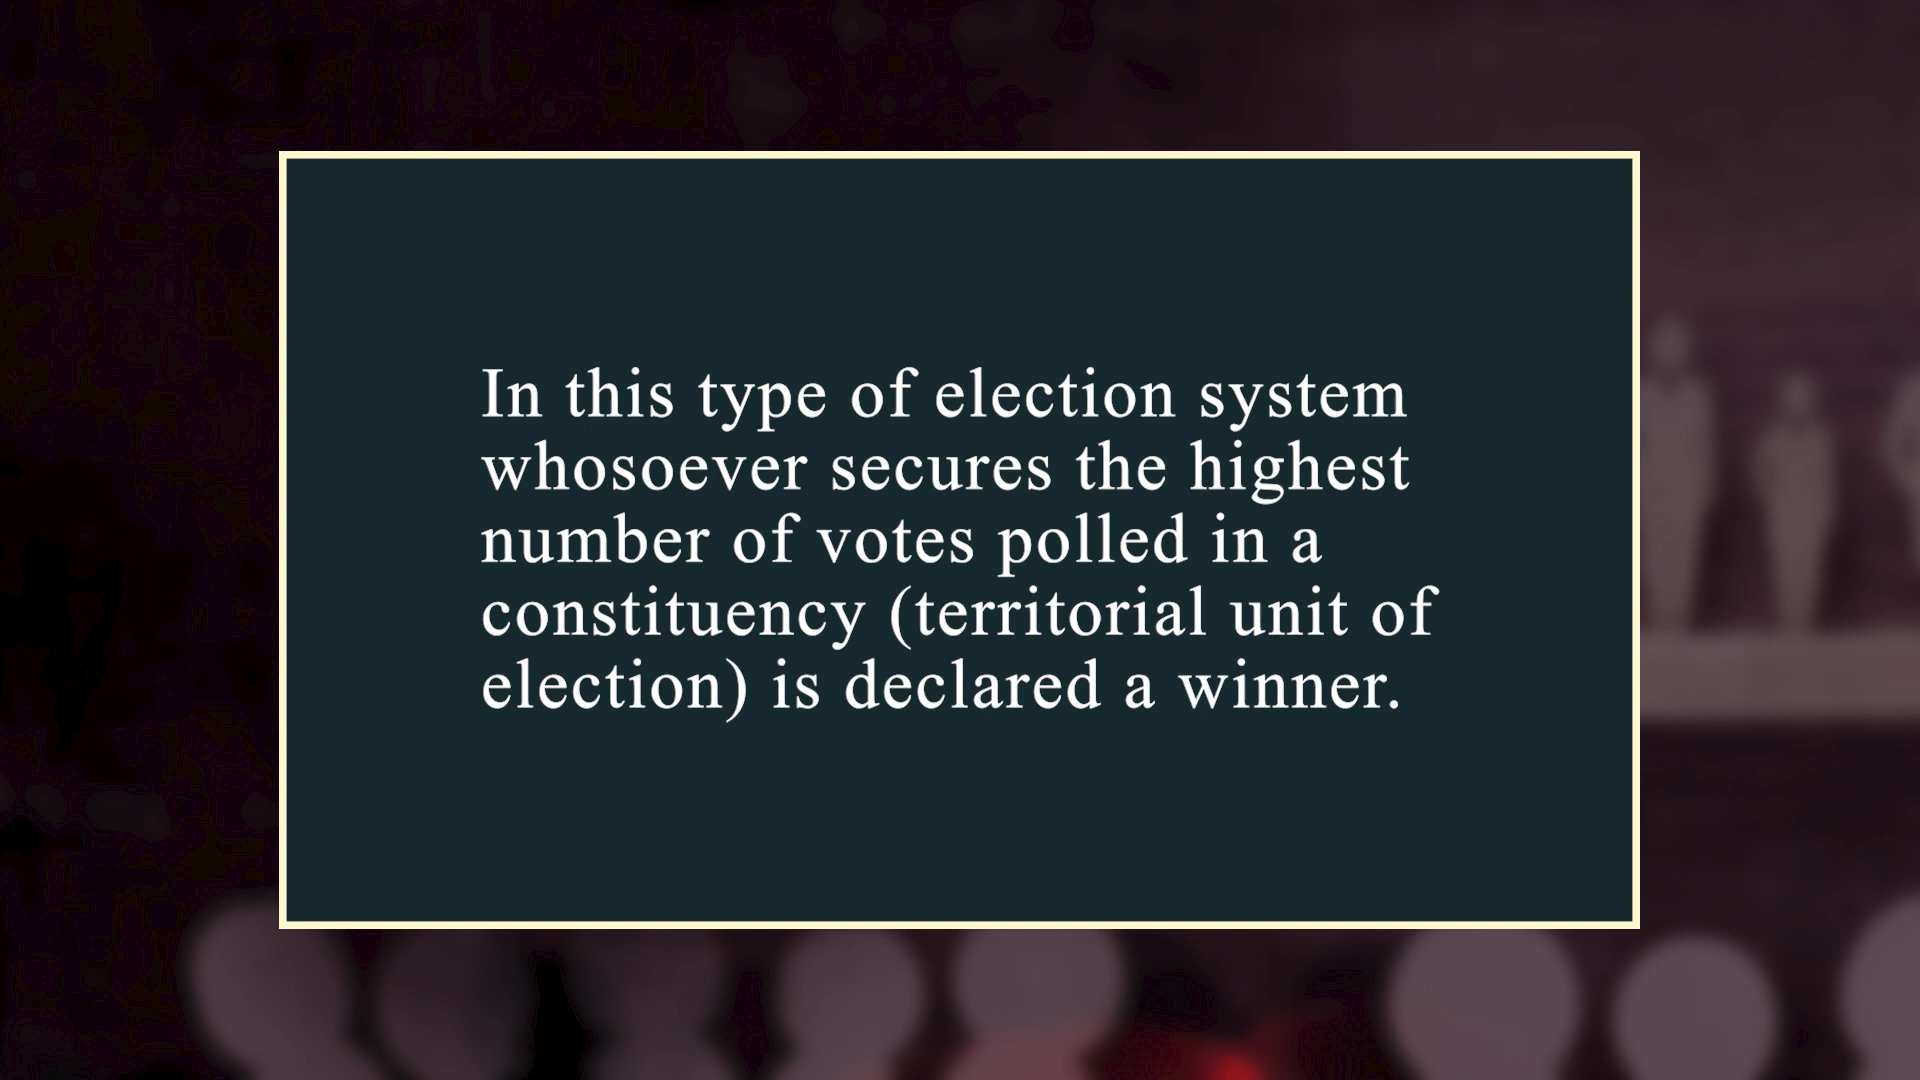 In this type of election system
whosoever secures the highest
number of votes polled in a
constituency (territorial unit of
election) is declared a winner.